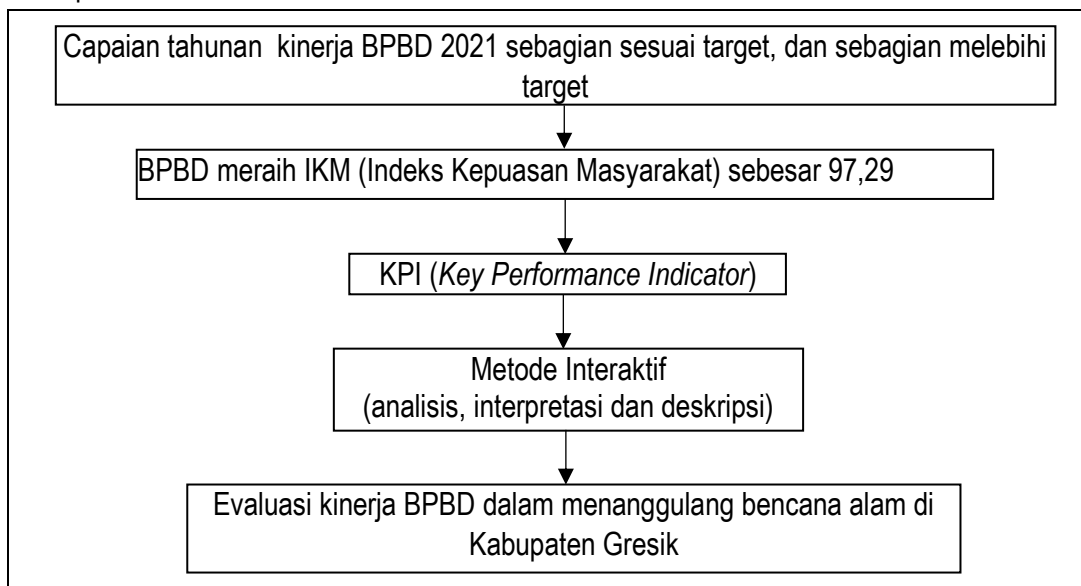 Capaian tahunan kinerja BPBD 2021 sebagian sesuai target, dan sebagian melebihi
target
BPBD meraih IKM (Indeks Kepuasan Masyarakat) sebesar 97,29
KPI (Key Performance Indicator)
Metode Interaktif
(analisis, interpretasi dan deskripsi)
Evaluasi kinerja BPBD dalam menanggulang bencana alam di
Kabupaten Gresik